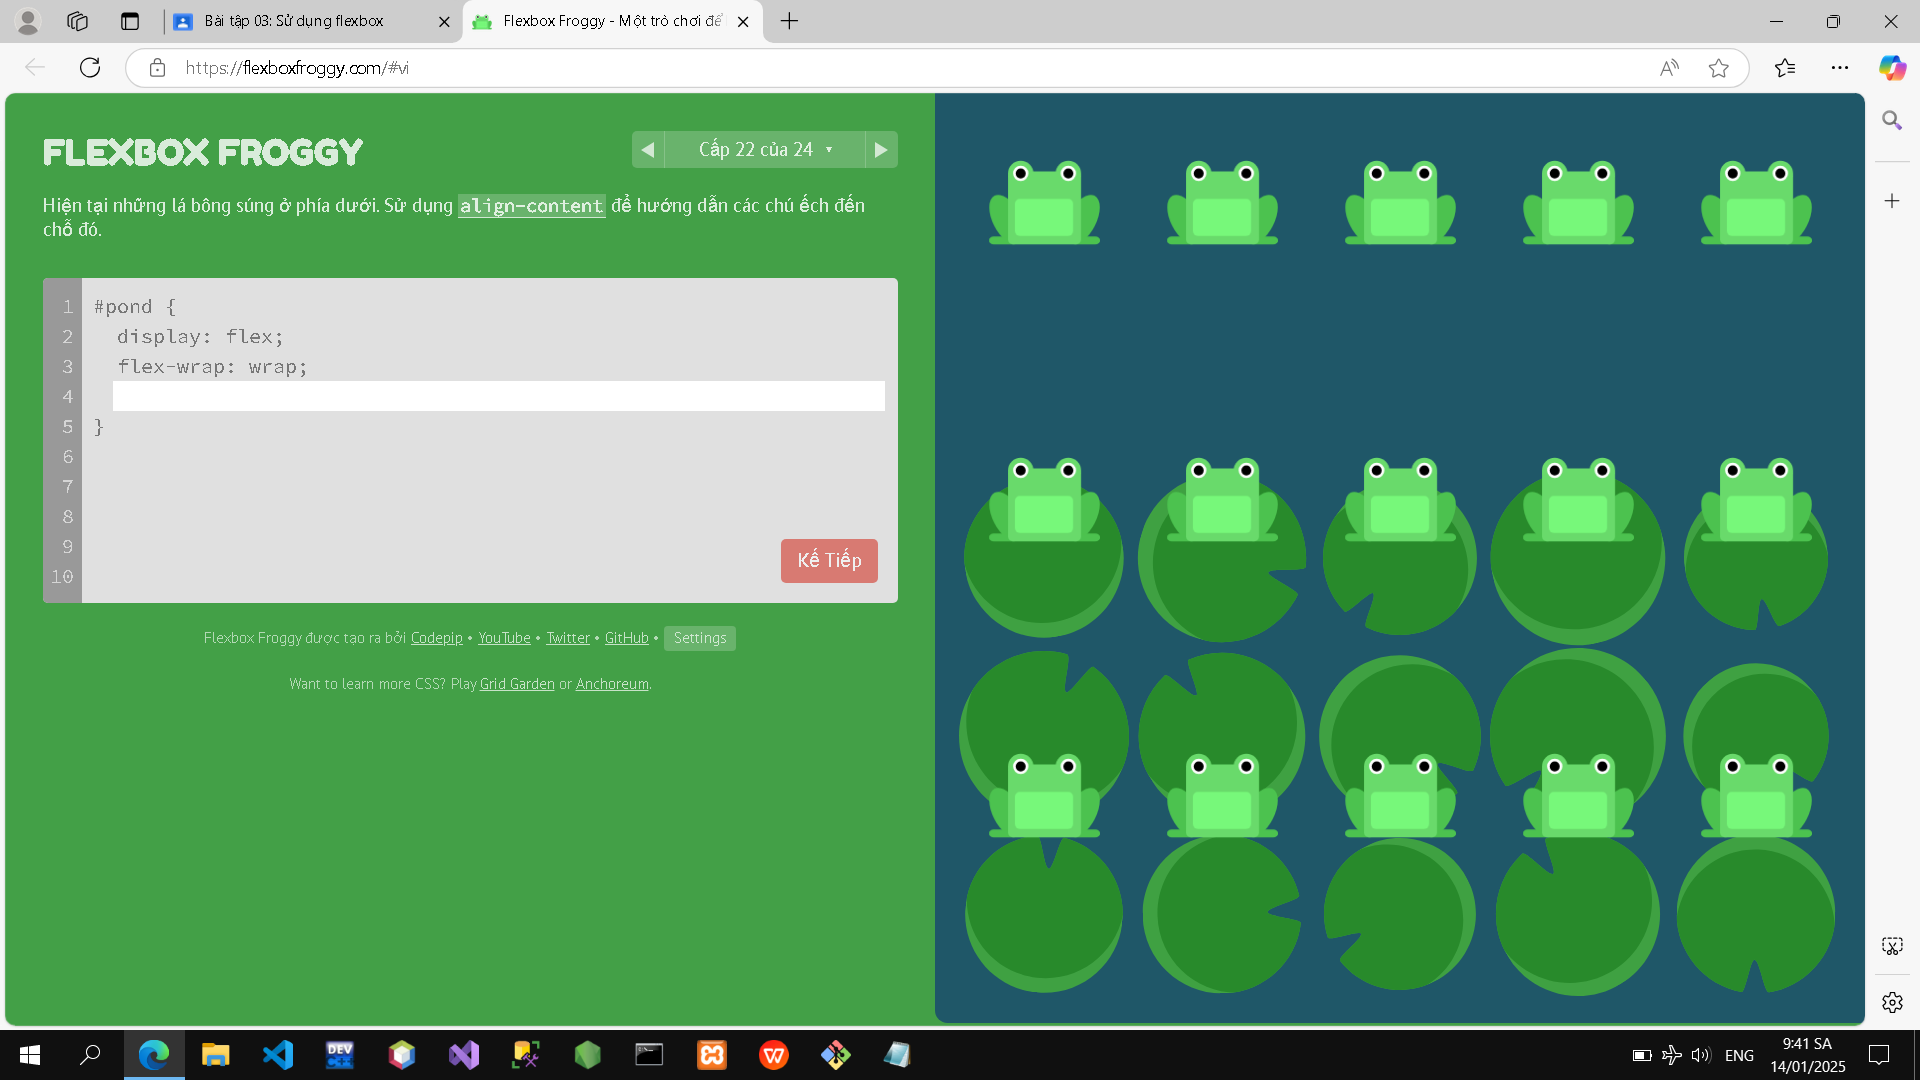 Bài tập 03: Sử dụng flexbox
Flexbox Froggy - Một trò chơi để
https://flexboxfroggy.com/#vi
FLEXBOX FROGGY
Cấp 22 của 24
Hiện tại những lá bông súng ở phía dưới. Sử dụng align-content để hướng dẫn các chú ếch đến
chỗ đó.
1 #pond {
2 display: flex;
3 flex-wrap: wrap;
4
5 }
6
7
8
9
10
Kế Tiếp
Flexbox Froggy được tạo ra bởi Codepip • YouTube • Twitter • GitHub • Settings
Want to learn more CSS? Play Grid Garden or Anchoreum.
DEV
C++
ENG
9:41 SA
14/01/2025